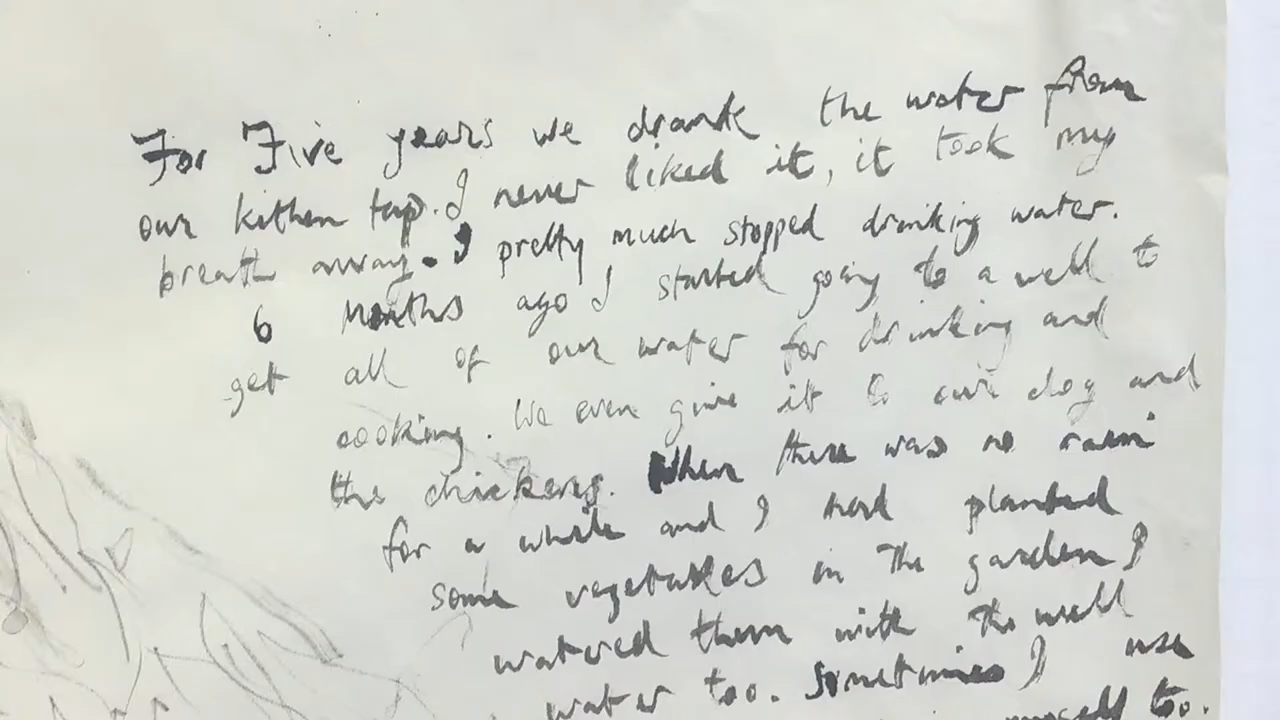 For Five years we drank the water from
our kithen tap. I never liked it, it took my
breath away. I pretty much stopped drinking water.
6 Months ago I started going to a well to
get all of our water for drinking and
cooking. We even give it to our dog and
the chickens. When there was no rain
for a while and I had planted
some vegetables in the garden I
watered them with the well
water too. Sometimes I use
myself too.